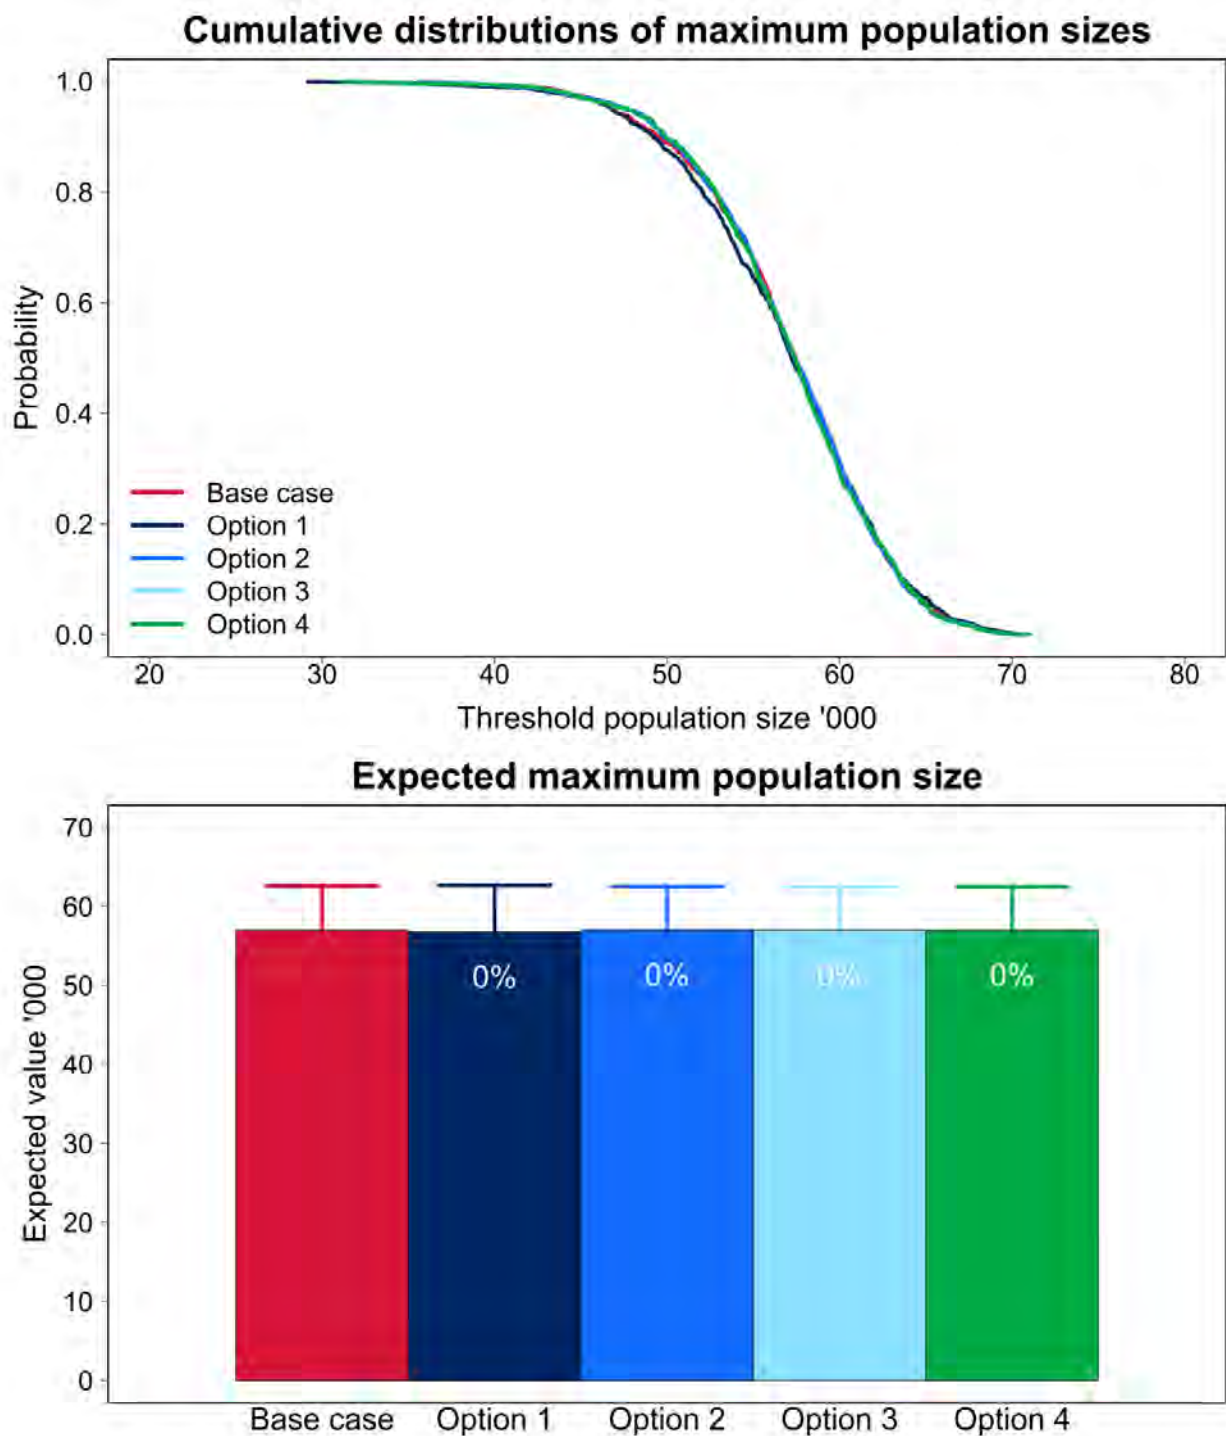 Cumulative distributions of maximum population sizes
1.0
0.8
0.6
0.4
0.2
0.0
Probability
Base case
Option 1
Option 2
Option 3
Option 4
20 30 40 50 60 70 80
Threshold population size '000
Expected maximum population size
70
60
50
40
30
20
10
0
Expected value '000
0% 0% 0% 0%
Base case Option 1 Option 2 Option 3 Option 4